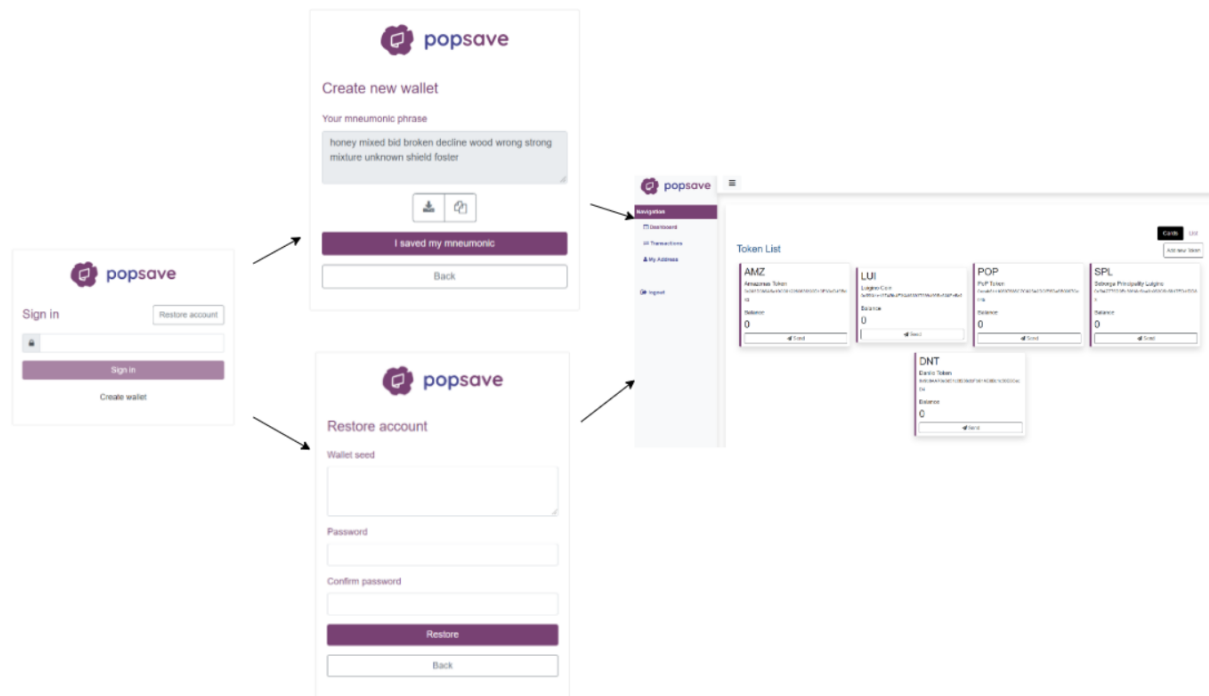 popsave
Sign in
Restore account
Sign in
Create wallet
popsave
Create new wallet
Your mneumonic phrase
honey mixed bid broken decline wood wrong strong
mixture unknown shield foster
I saved my mneumonic
Back
popsave
Restore account
Wallet seed
Password
Confirm password
Restore
Back
popsave
Navigation
Dashboard
Transactions
My Address
logout
Cards
List
Token List
Add new Token
AMZ
Amazonas Token
Balance
0
Send
LUI
Luigino Coin
Balance
0
Send
POP
PoP Token
Balance
0
Send
SPL
Seborga Principality Luigino
Balance
0
Send
DNT
Token
Balance
0
Send